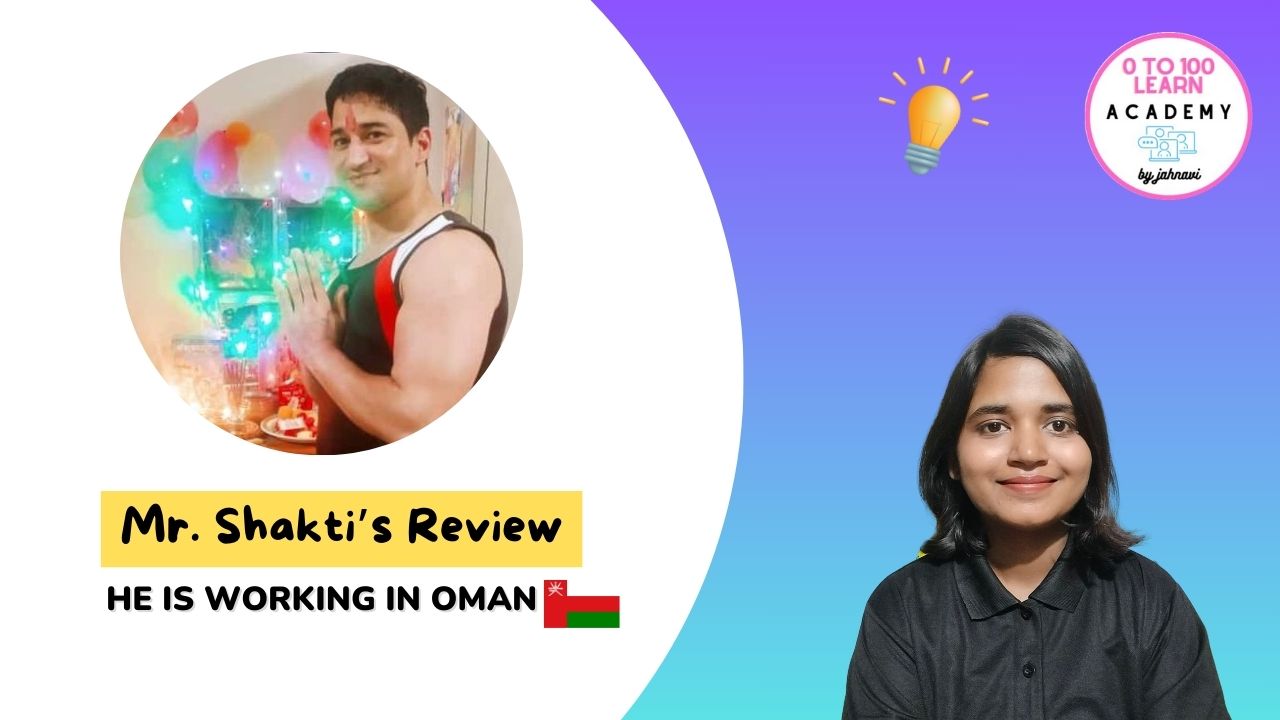 0 TO 100
LEARN
ACADEMY
by jahnavi
Mr. Shakti's Review
HE IS WORKING IN OMAN